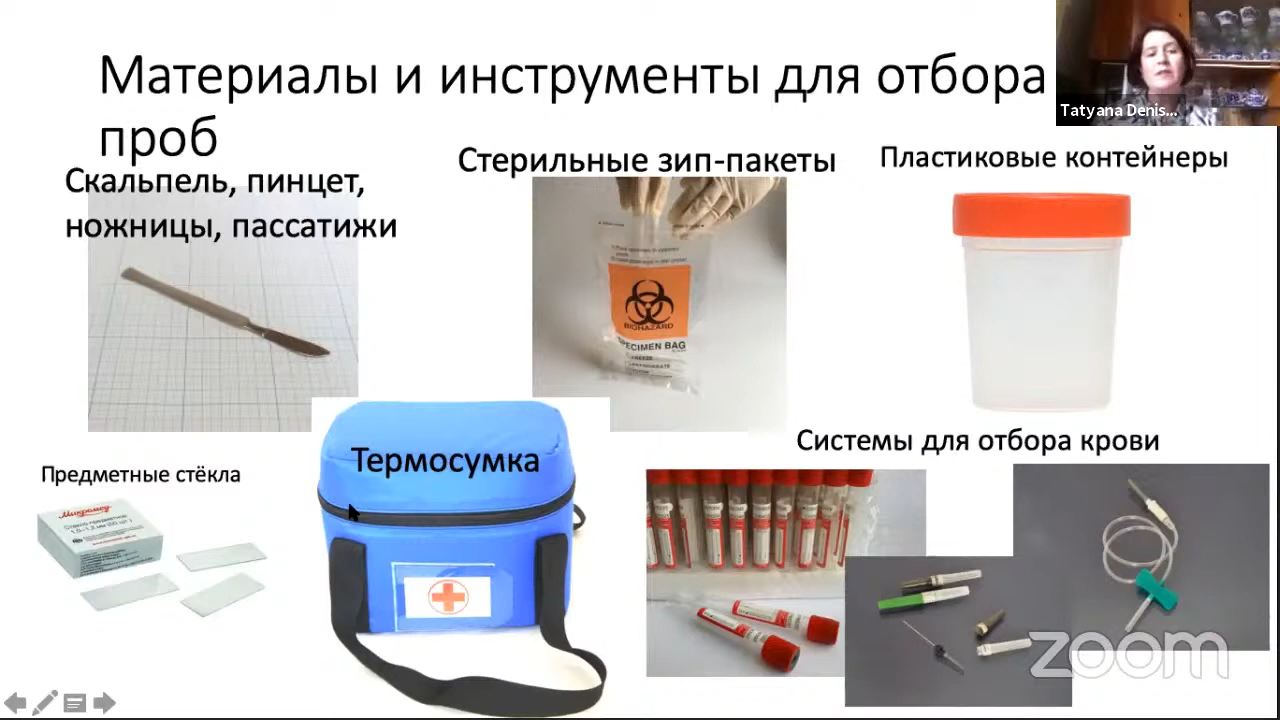 Материалы и инструменты для отбора
проб
Tatyana Denis...
Скальпель, пинцет,
ножницы, пассатижи
Стерильные зип-пакеты
Пластиковые контейнеры
BIOHAZARD
SPECIMEN BAG
Термосумка
Системы для отбора крови
Предметные стёкла
Микромед
zoom